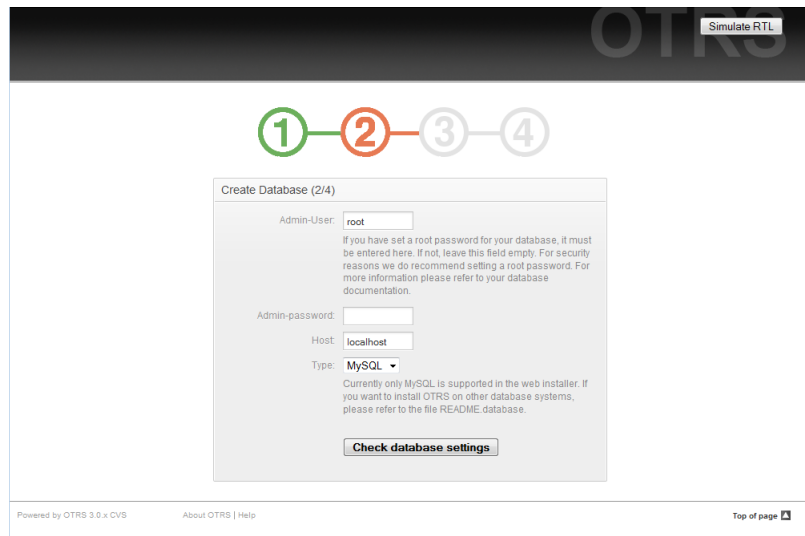 OTRS
Simulate RTL
1 2 3 4
Create Database (2/4)
Admin-User: root
If you have set a root password for your database, it must
be entered here. If not, leave this field empty. For security
reasons we do recommend setting a root password. For
more information please refer to your database
documentation.
Admin-password:
Host: localhost
Type: MySQL
Currently only MySQL is supported in the web installer. If
you want to install OTRS on other database systems,
please refer to the file README.database.
Check database settings
Powered by OTRS 3.0.x CVS About OTRS | Help Top of page